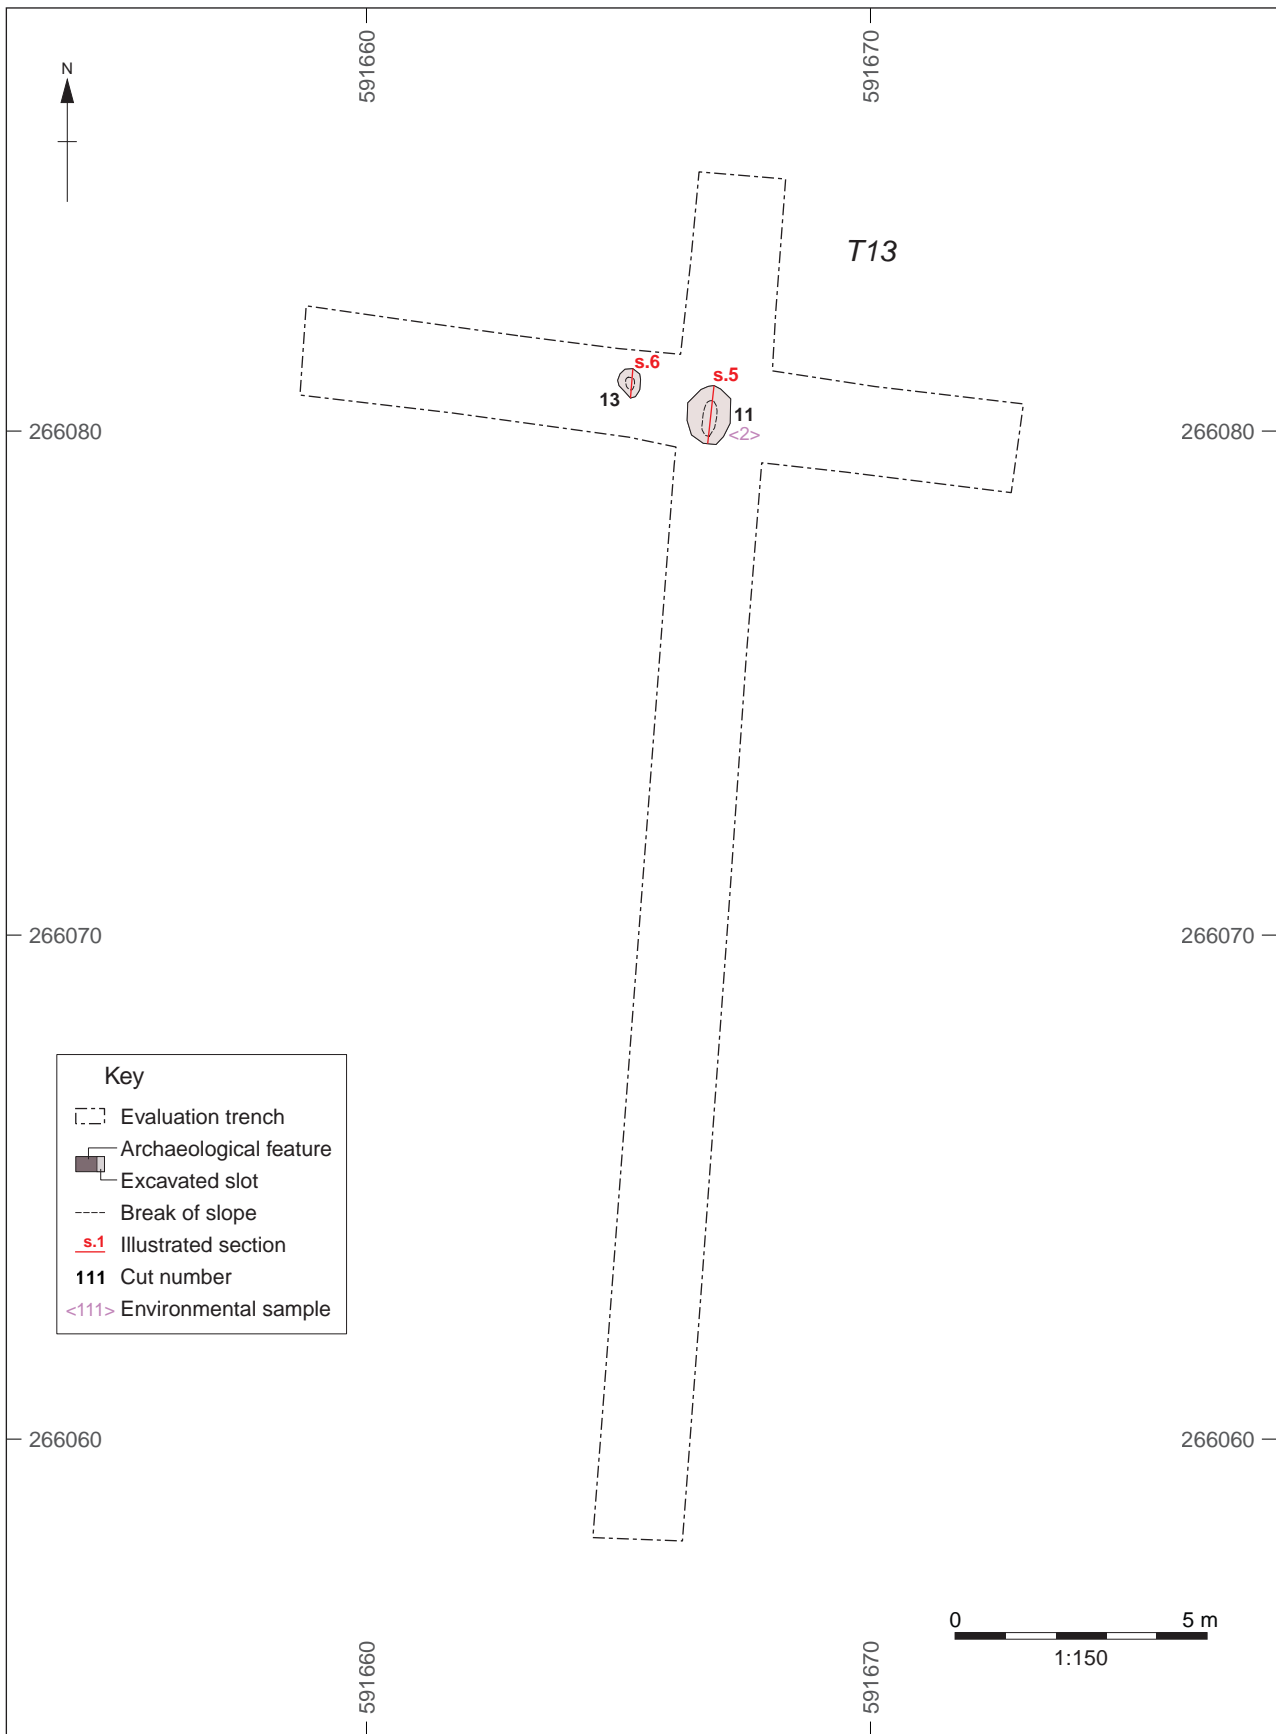 591660
591670
N
T13
s.6
s.5
13
11
<2>
266080
266080
266070
266070
Key
Evaluation trench
Archaeological feature
Excavated slot
Break of slope
s.1 Illustrated section
111 Cut number
<111> Environmental sample
266060
266060
0 5 m
1:150
591660
591670